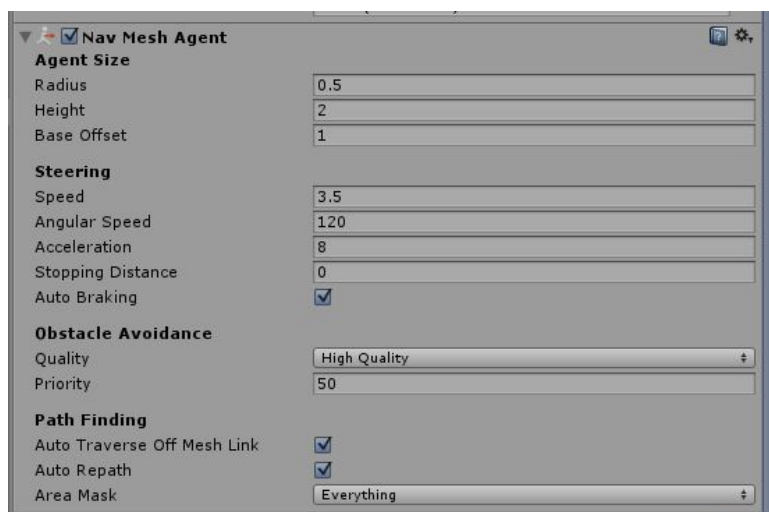 Nav Mesh Agent
Agent Size
Radius 0.5
Height 2
Base Offset 1
Steering
Speed 3.5
Angular Speed 120
Acceleration 8
Stopping Distance 0
Auto Braking
Obstacle Avoidance
Quality High Quality
Priority 50
Path Finding
Auto Traverse Off Mesh Link
Auto Repath
Area Mask Everything